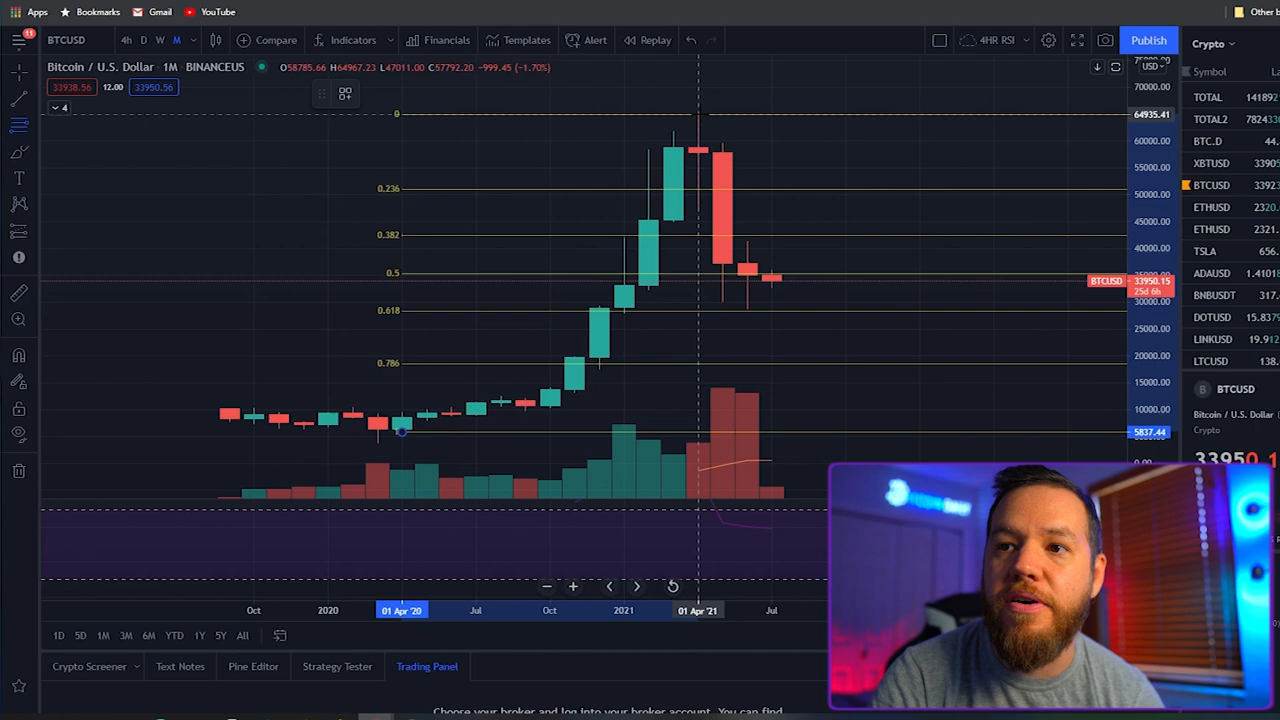 Apps Bookmarks Gmail YouTube Other b
11 BTCUSD 4h D W M Compare Indicators Financials Templates Alert Replay 4HR RSI Publish Crypto
Bitcoin / U.S. Dollar · 1M · BINANCEUS O58785.66 H64967.23 L47011.00 C57792.20 -999.45 (-1.70%)
33938.56 12.00 33950.56
4
USD
75000.00
70000.00
64935.41
60000.00
55000.00
50000.00
45000.00
40000.00
35000.00
BTCUSD 33950.15
25d 6h
30000.00
25000.00
20000.00
15000.00
10000.00
5837.44
0.00
0
0.236
0.382
0.5
0.618
0.786
Oct 2020 01 Apr '20 Jul Oct 2021 01 Apr '21 Jul
1D 5D 1M 3M 6M YTD 1Y 5Y All
Crypto Screener Text Notes Pine Editor Strategy Tester Trading Panel
Choose your broker and log into your broker account. You can find
Symbol La
TOTAL 141892
TOTAL2 782433
BTC.D 44.
XBTUSD 33905
BTCUSD 33923
ETHUSD 2320.
ETHUSD 2321.
TSLA 656.
ADAUSD 1.41018
BNBUSDT 317.
DOTUSD 15.837
LINKUSD 19.912
LTCUSD 138.
B BTCUSD
Bitcoin / U.S. Dollar
Crypto
33950.1